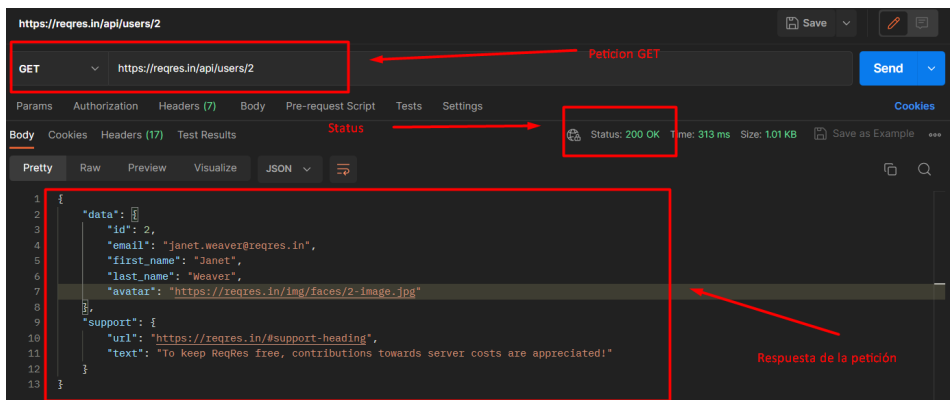 https://reqres.in/api/users/2
Save
GET https://reqres.in/api/users/2
Peticion GET
Send
Params Authorization Headers (7) Body Pre-request Script Tests Settings Cookies
Body Cookies Headers (17) Test Results
Status
Status: 200 OK Time: 313 ms Size: 1.01 KB Save as Example
Pretty Raw Preview Visualize JSON
1 {
2 "data": {
3 "id": 2,
4 "email": "janet.weaver@reqres.in",
5 "first_name": "Janet",
6 "last_name": "Weaver",
7 "avatar": "https://reqres.in/img/faces/2-image.jpg"
8 },
9 "support": {
10 "url": "https://reqres.in/#support-heading",
11 "text": "To keep ReqRes free, contributions towards server costs are appreciated!"
12 }
13 }
Respuesta de la petición